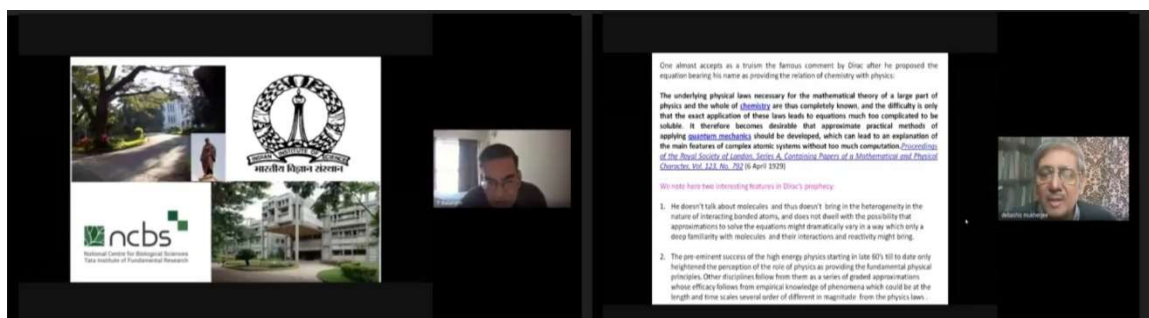 INDIAN INSTITUTE OF SCIENCE
भारतीय विज्ञान संस्थान
ncbs
National Centre for Biological Sciences
Tata Institute of Fundamental Research
One almost accepts as a truism the famous comment by Dirac after he proposed the
equation bearing his name as providing the relation of chemistry with physics:
The underlying physical laws necessary for the mathematical theory of a large part of
physics and the whole of chemistry are thus completely known, and the difficulty is only
that the exact application of these laws leads to equations much too complicated to be
soluble. It therefore becomes desirable that approximate practical methods of
applying quantum mechanics should be developed, which can lead to an explanation of
the main features of complex atomic systems without too much computation. Proceedings
of the Royal Society of London. Series A, Containing Papers of a Mathematical and Physical
Character, Vol. 123, No. 792 (6 April 1929)
We note here two interesting features in Dirac's prophecy:
1. He doesn't talk about molecules and thus doesn't bring in the heterogeneity in the
nature of interacting bonded atoms, and does not dwell with the possibility that
approximations to solve the equations might dramatically vary in a way which only a
deep familiarity with molecules and their interactions and reactivity might bring.
2. The pre-eminent success of the high energy physics starting in late 60's till to date only
heightened the perception of the role of physics as providing the fundamental physical
principles. Other disciplines follow from them as a series of graded approximations
whose efficacy follows from empirical knowledge of phenomena which could be at the
length and time scales several order of different in magnitude from the physics laws.
debashis mukherjee